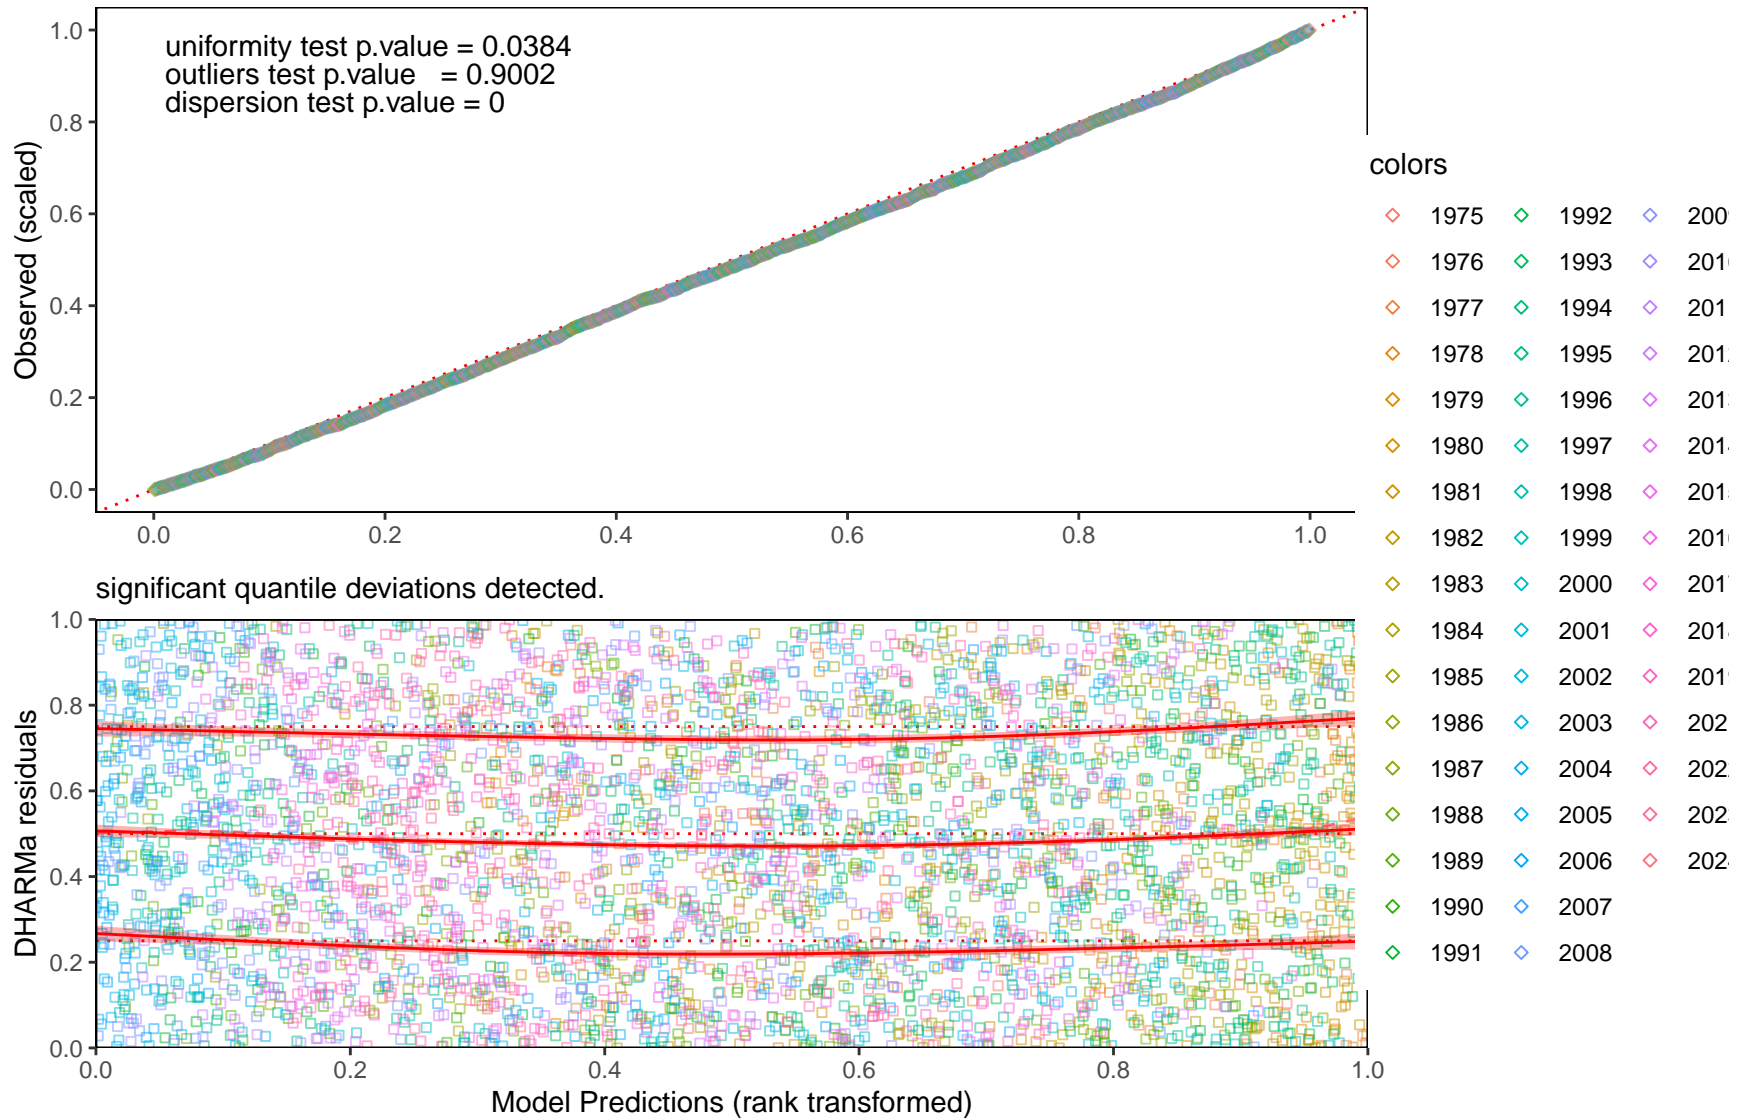 uniformity test p.value = 0.0384
outliers test p.value = 0.9002
dispersion test p.value = 0
Observed (scaled)
1.0
0.8
0.6
0.4
0.2
0.0
0.0 0.2 0.4 0.6 0.8 1.0
significant quantile deviations detected.
DHARMa residuals
1.0
0.8
0.6
0.4
0.2
0.0
0.0 0.2 0.4 0.6 0.8 1.0
Model Predictions (rank transformed)
colors
1975 1992
1976 1993
1977 1994
1978 1995
1979 1996
1980 1997
1981 1998
1982 1999
1983 2000
1984 2001
1985 2002
1986 2003
1987 2004
1988 2005
1989 2006
1990 2007
1991 2008